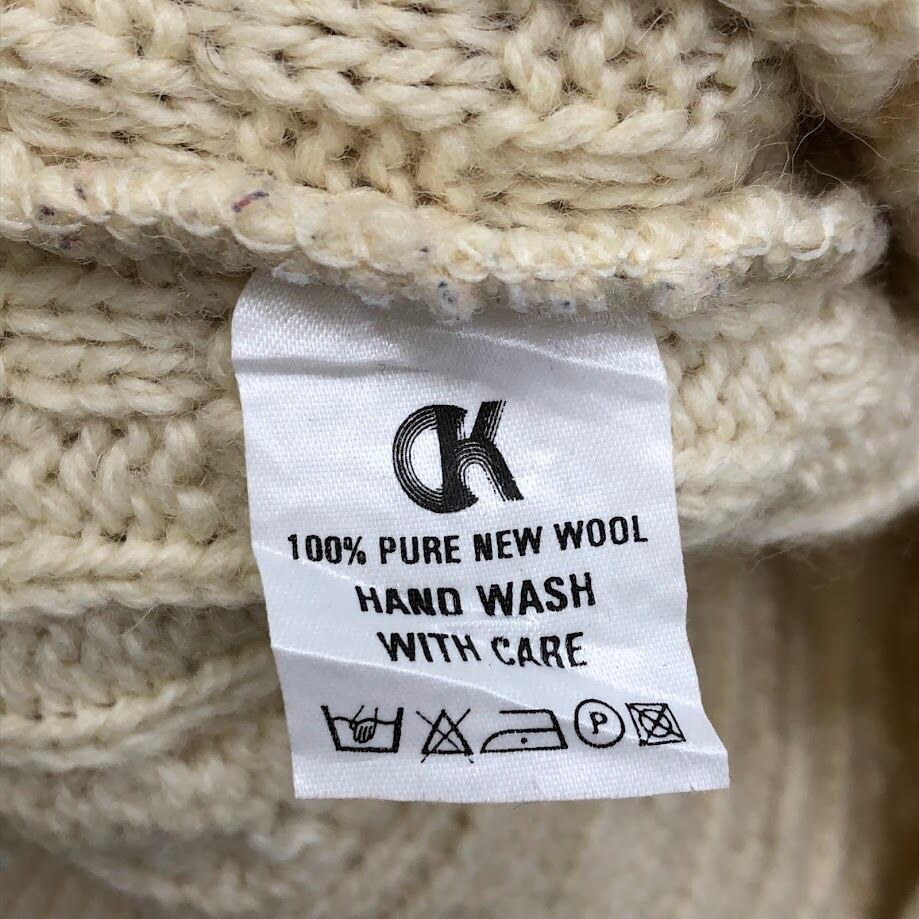 CK
100% PURE NEW WOOL
HAND WASH
WITH CARE
P